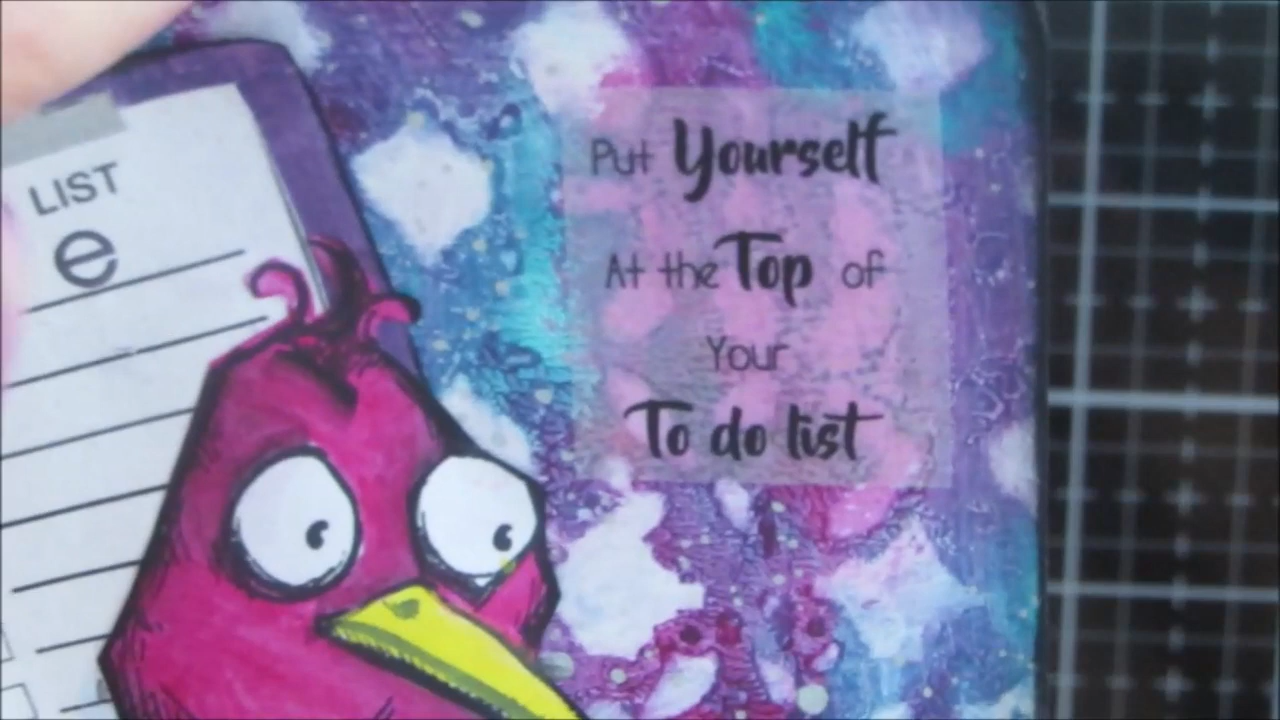 LIST
e
Put Yourself
At the Top of
Your
To do list